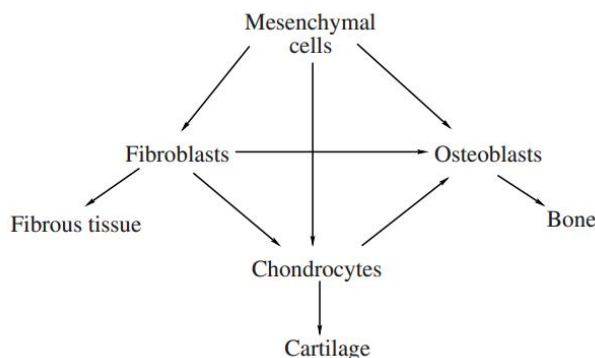 Mesenchymal
cells
Fibroblasts
Osteoblasts
Fibrous tissue
Bone
Chondrocytes
Cartilage